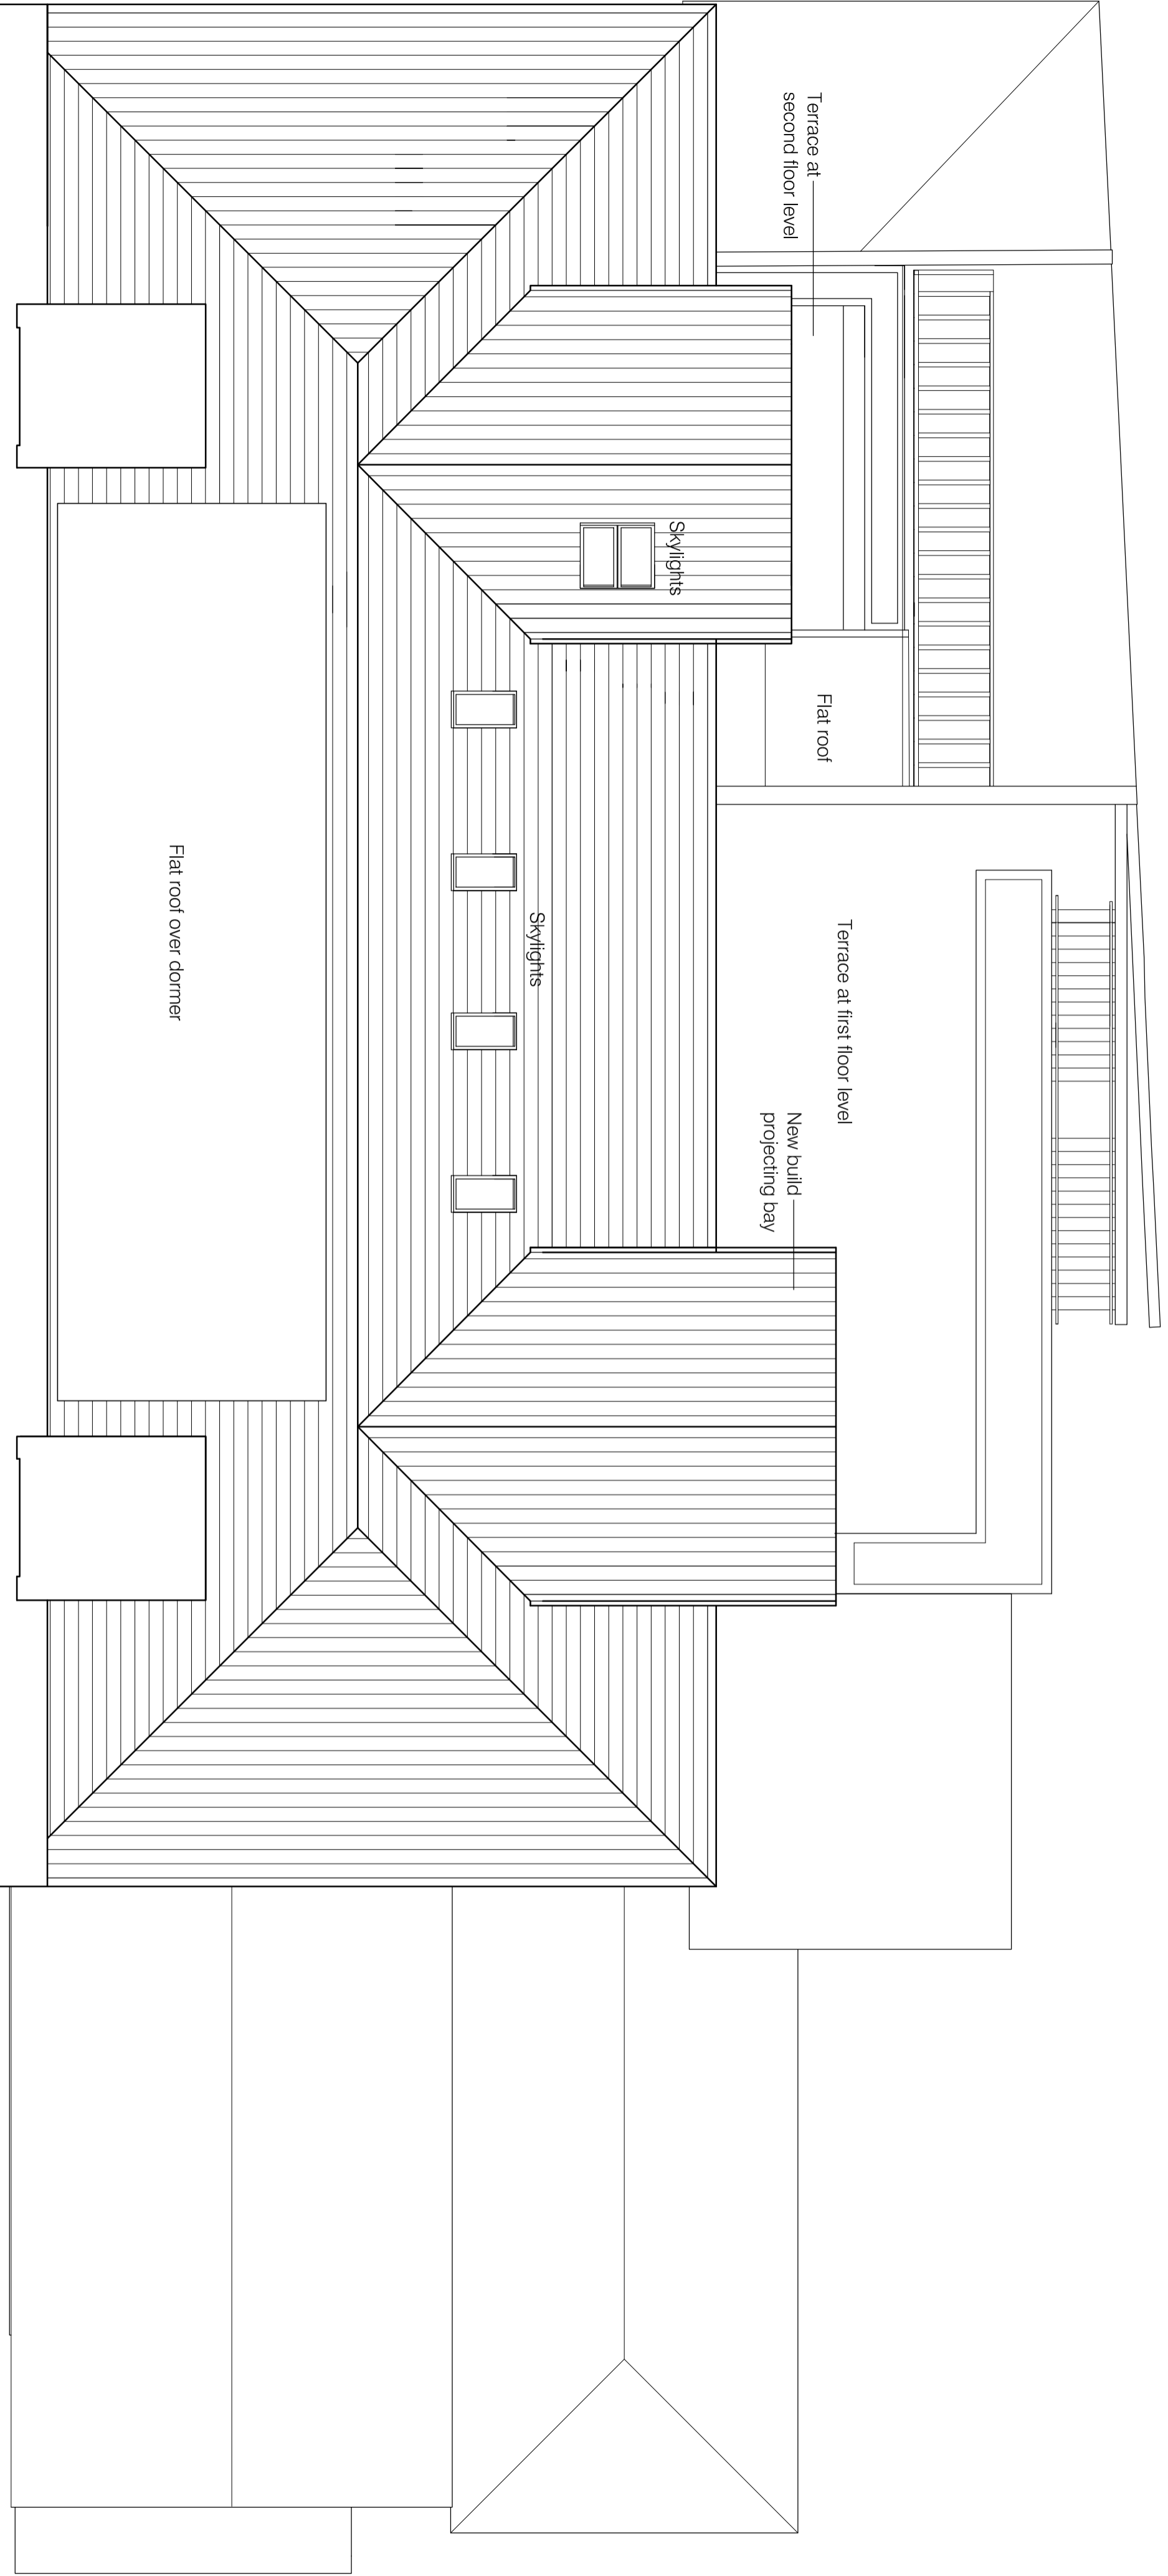 Terrace at
second floor level
Skylights
Flat roof
Terrace at first floor level
Skylights
Flat roof over dormer
New build
projecting bay